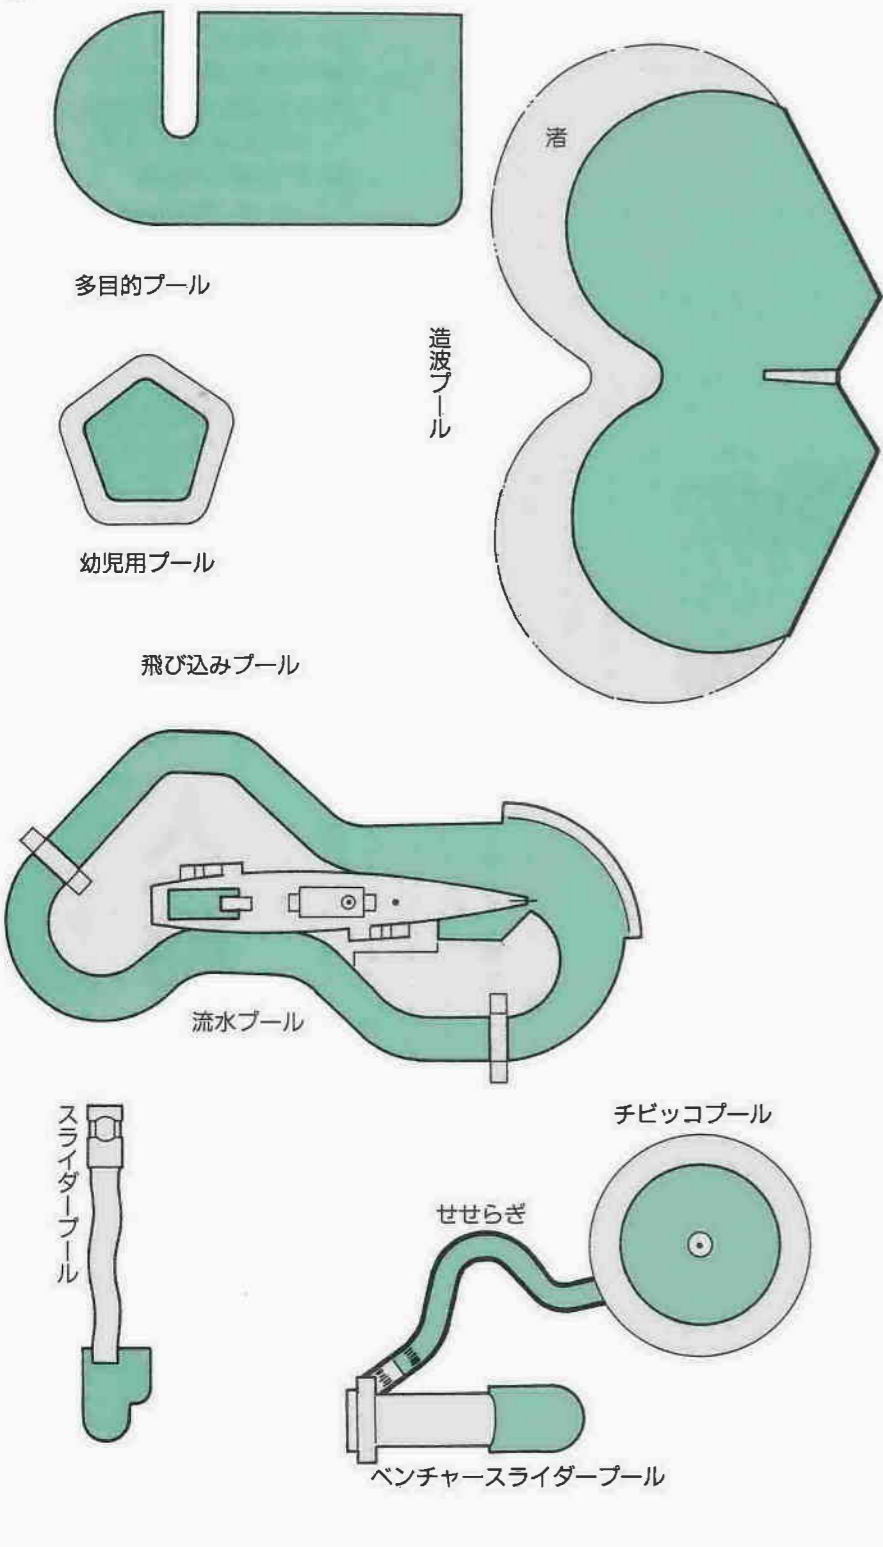 渚
多目的プール
造波プール
幼児用プール
飛び込みプール
流水プール
スライダープール
チビッコプール
せせらぎ
ベンチャースライダープール